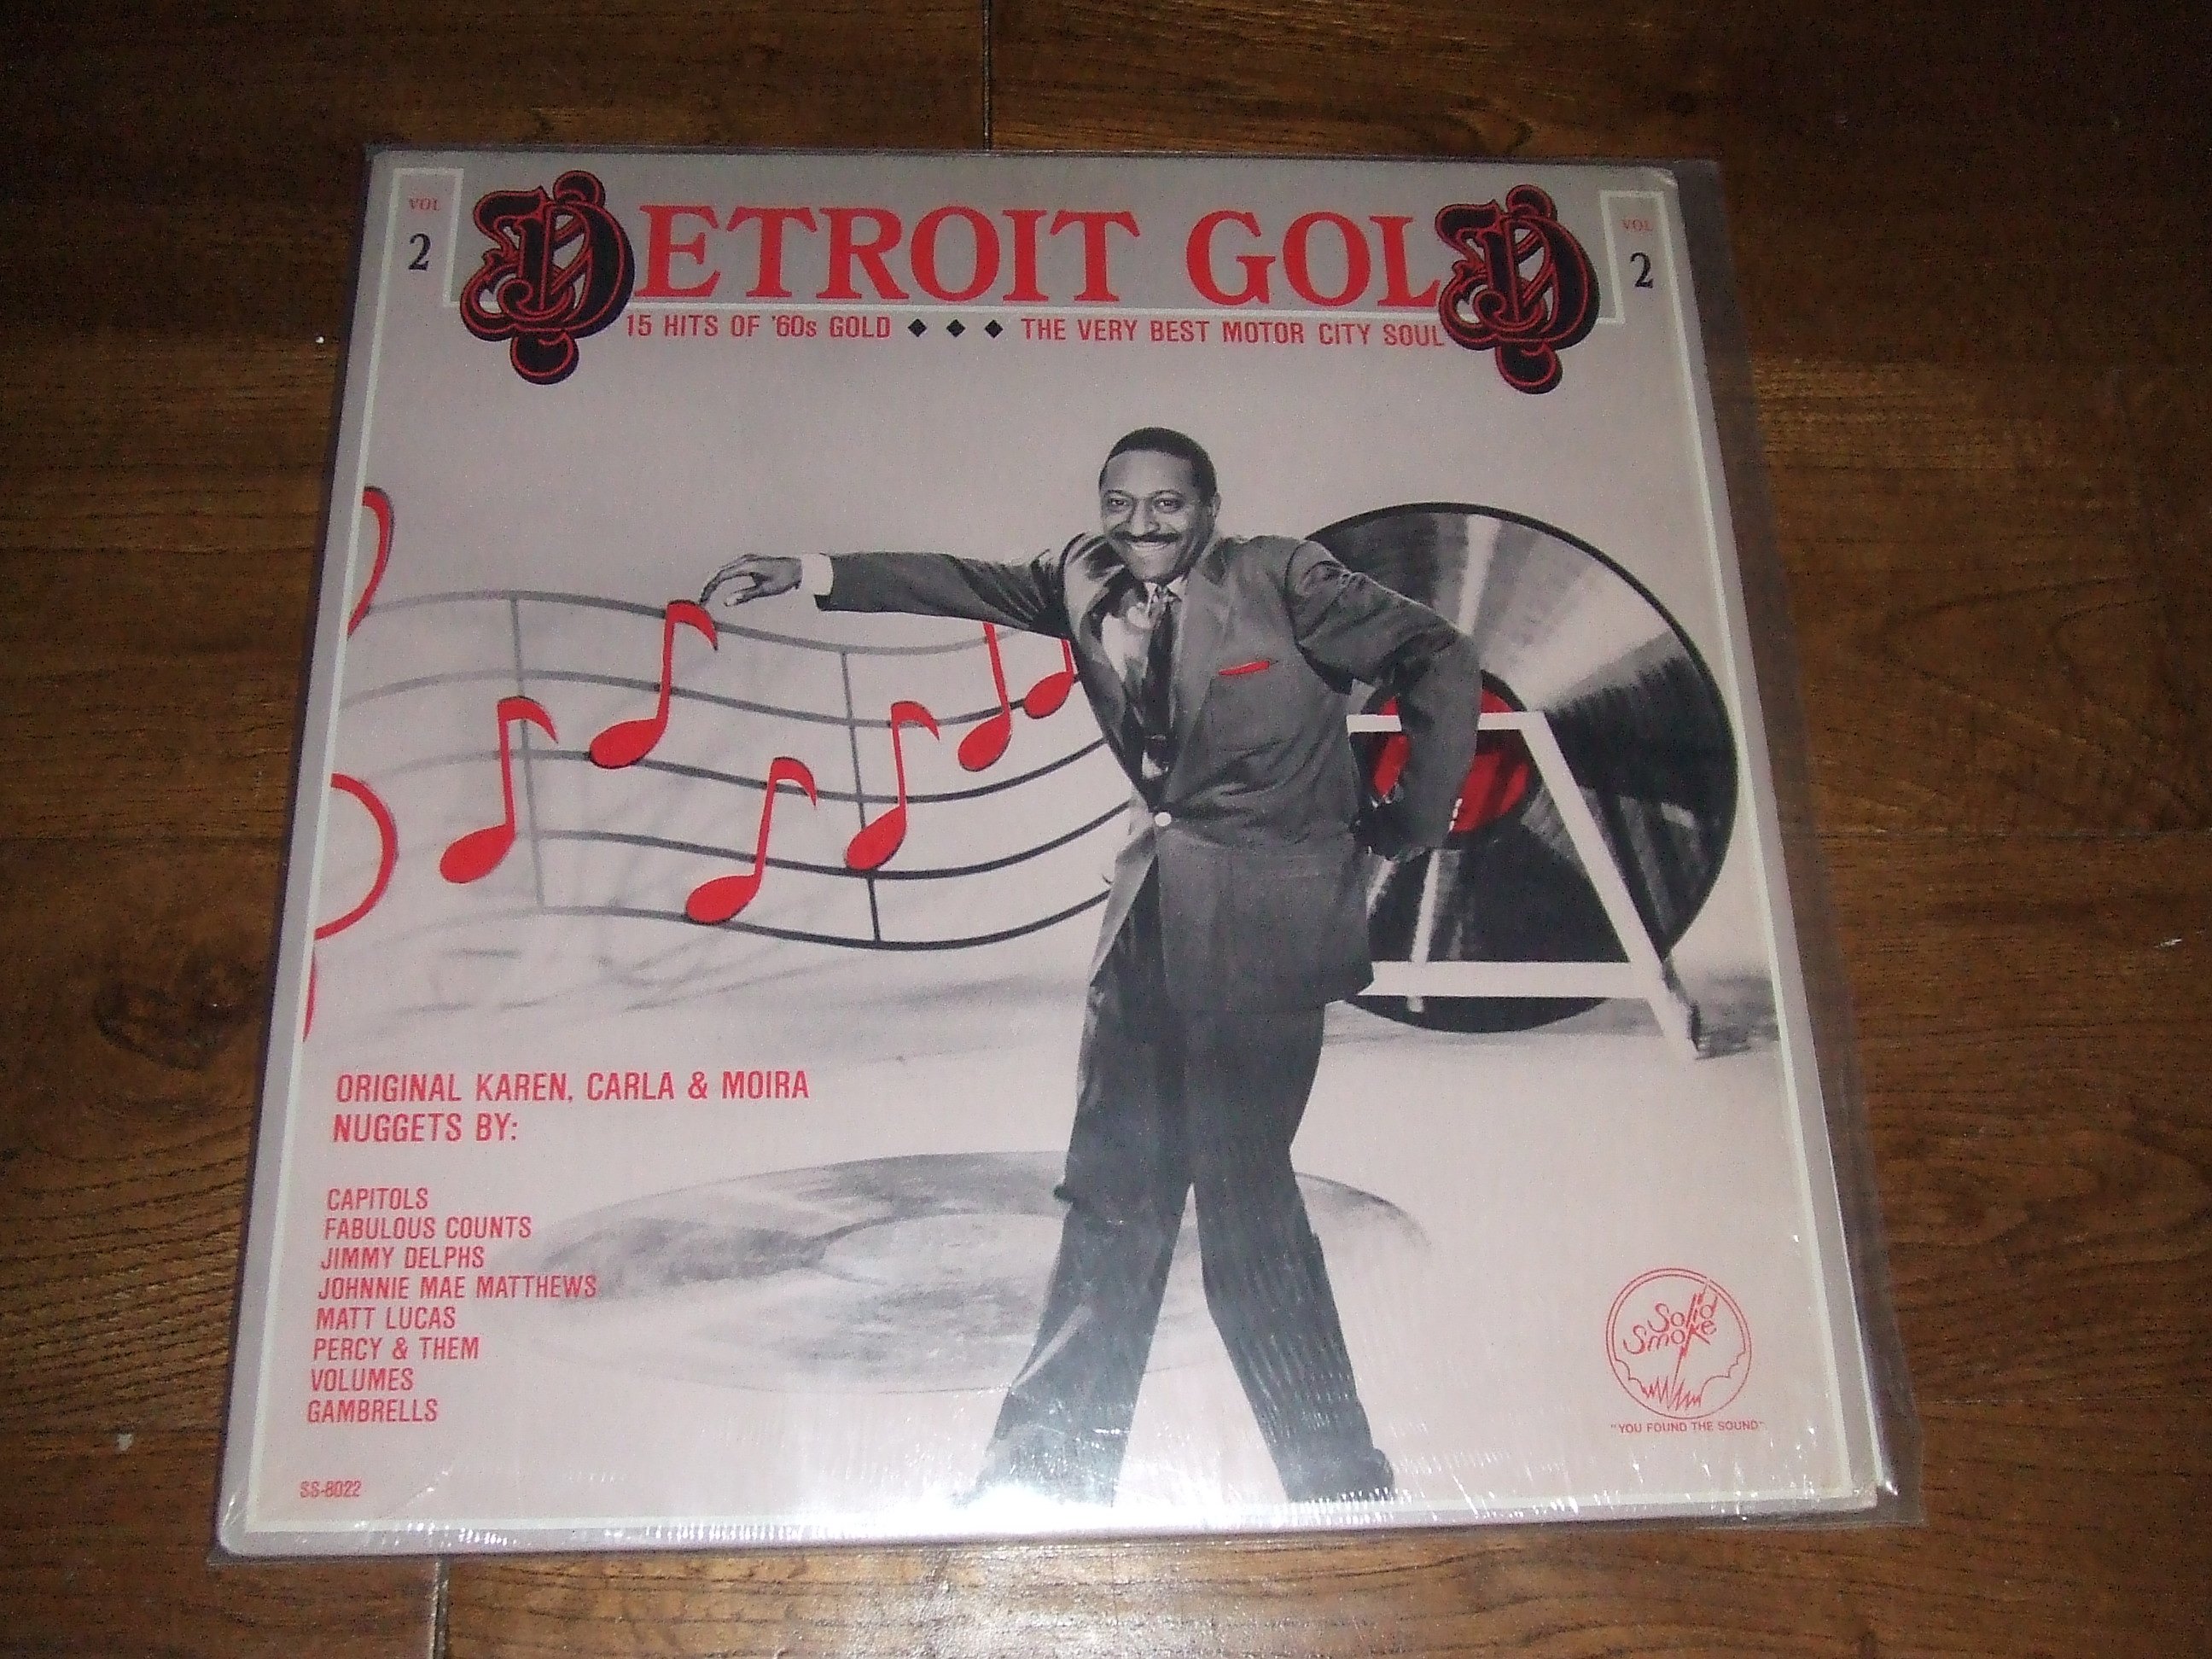 VOL
2
DETROIT GOLD
VOL
2
15 HITS OF '60s GOLD ◆ ◆ ◆ THE VERY BEST MOTOR CITY SOUL
ORIGINAL KAREN, CARLA & MOIRA
NUGGETS BY:
CAPITOLS
FABULOUS COUNTS
JIMMY DELPHS
JOHNNIE MAE MATTHEWS
MATT LUCAS
PERCY & THEM
VOLUMES
GAMBRELLS
Solid
Smoke
"YOU FOUND THE SOUND"
SS-8022